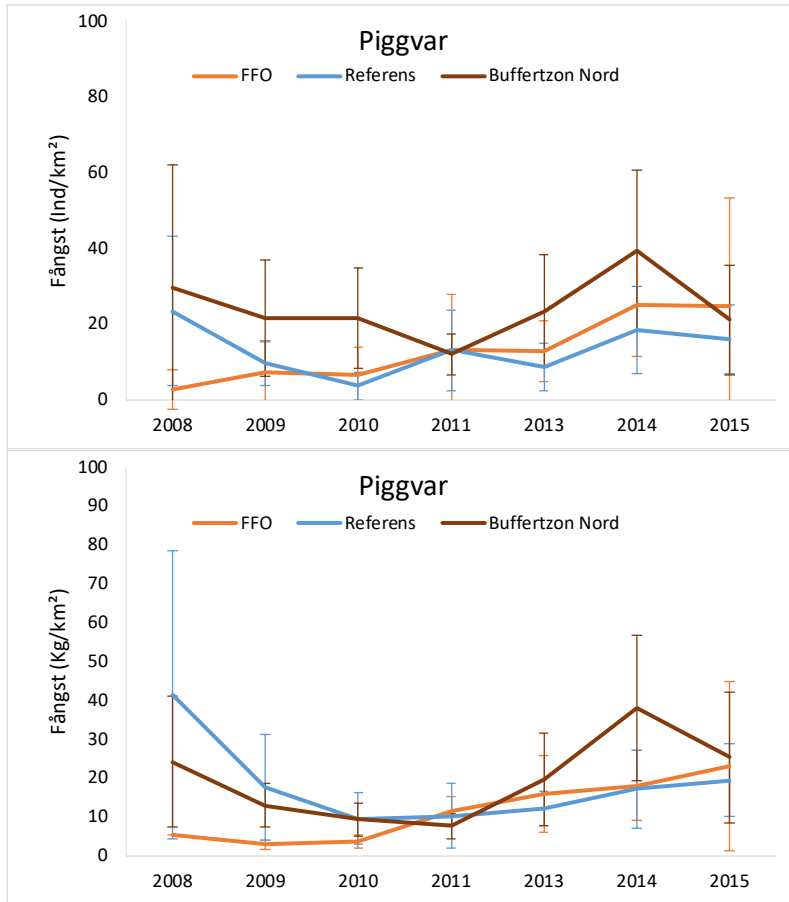 Piggvar
FFO Referens Buffertzon Nord
Fångst (Ind/km²)
100
80
60
40
20
0
2008 2009 2010 2011 2013 2014 2015
Piggvar
FFO Referens Buffertzon Nord
Fångst (Kg/km²)
100
90
80
70
60
50
40
30
20
10
0
2008 2009 2010 2011 2013 2014 2015